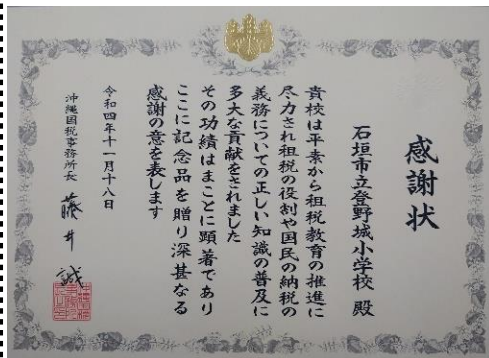 感謝状
石垣市立登野城小学校 殿
貴校は平素から租税教育の推進に
尽力され租税の役割や国民の納税の
義務についての正しい知識の普及に
多大な貢献をされました
その功績はまことに顕著であり
ここに記念品を贈り深甚なる
感謝の意を表します
令和四年十一月十八日
沖縄国税事務所長 藤井 誠